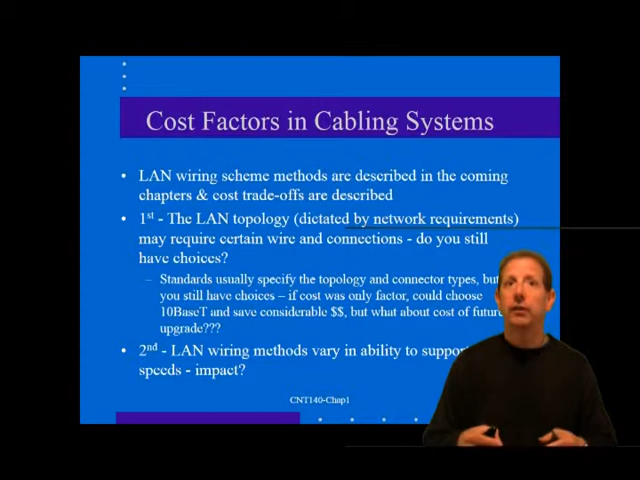 Cost Factors in Cabling Systems
• LAN wiring scheme methods are described in the coming
chapters & cost trade-offs are described
• 1st - The LAN topology (dictated by network requirements)
may require certain wire and connections - do you still
have choices?
– Standards usually specify the topology and connector types, but
you still have choices – if cost was only factor, could choose
10BaseT and save considerable $$, but what about cost of future
upgrade???
• 2nd - LAN wiring methods vary in ability to support
speeds - impact?
CNT140-Chap1